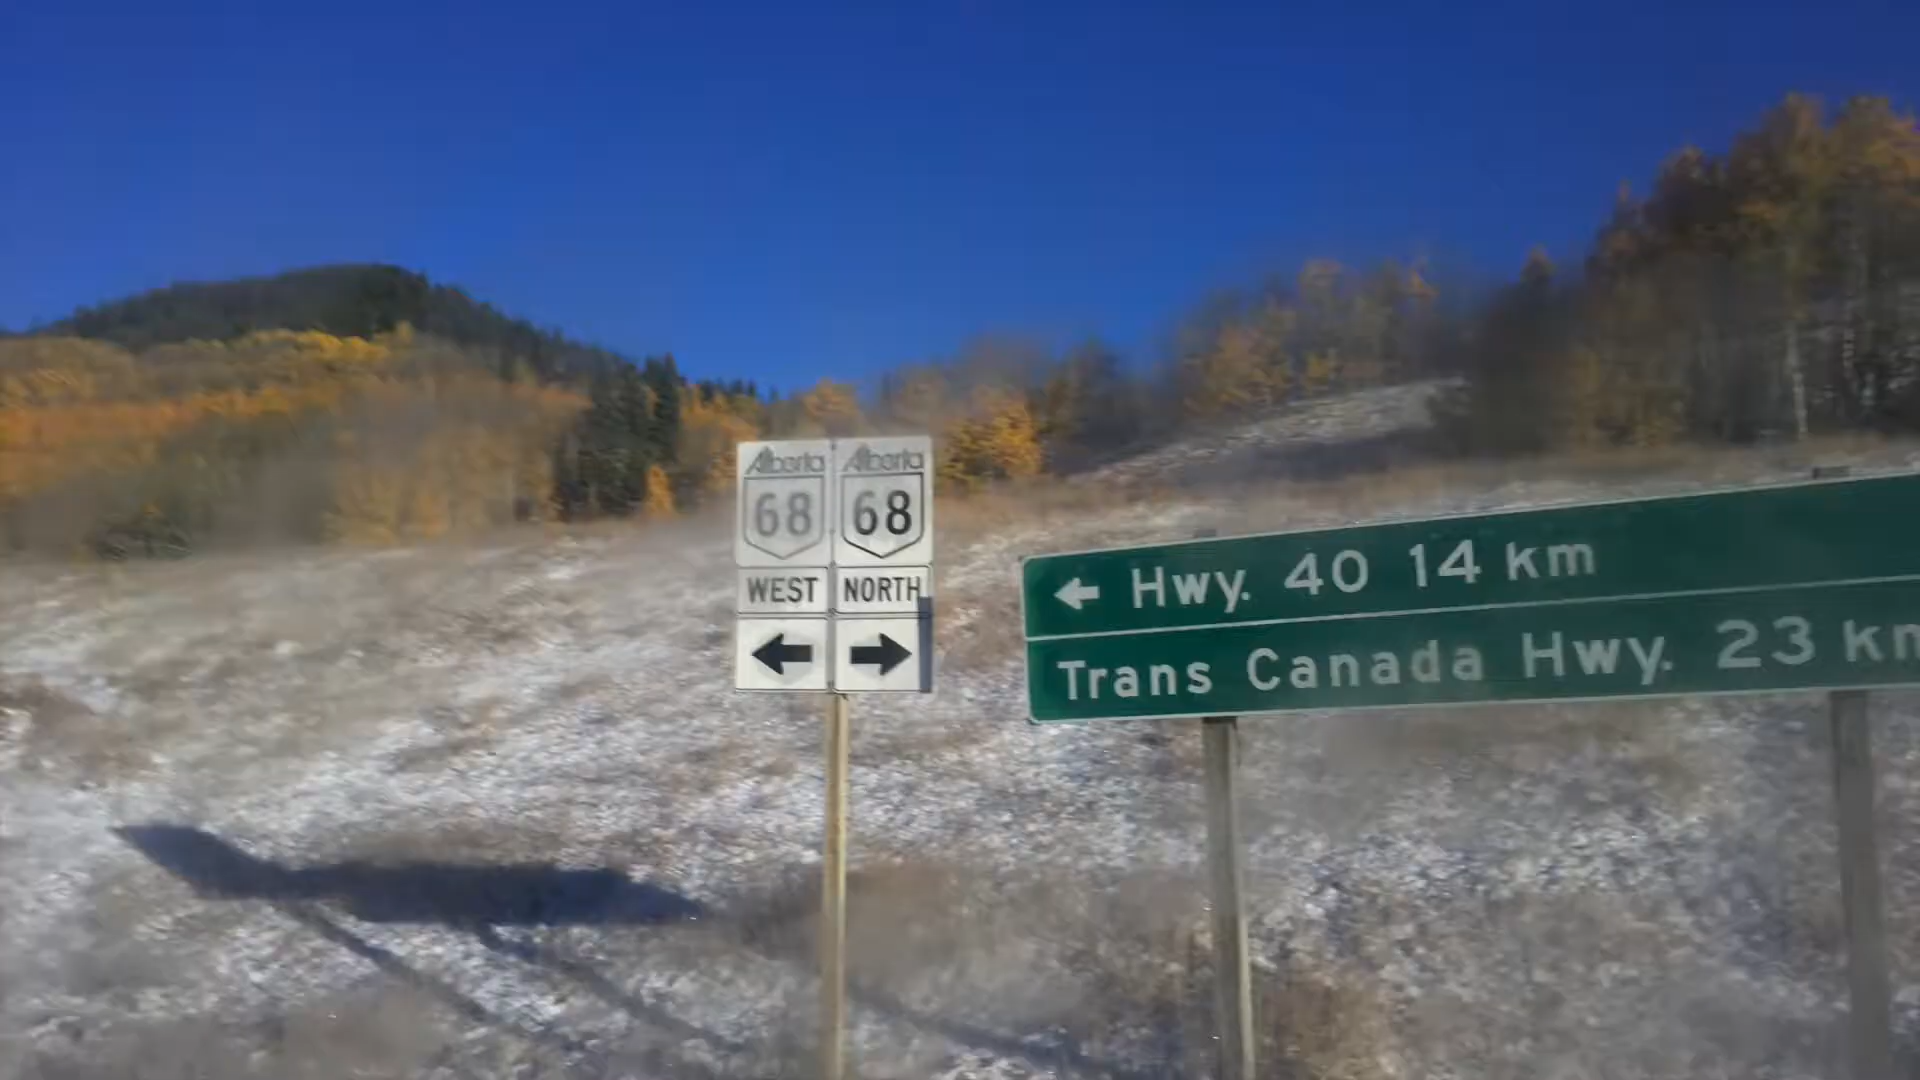 Alberta Alberta
68 68
WEST NORTH
← →
← Hwy. 40 14 km
Trans Canada Hwy. 23 km